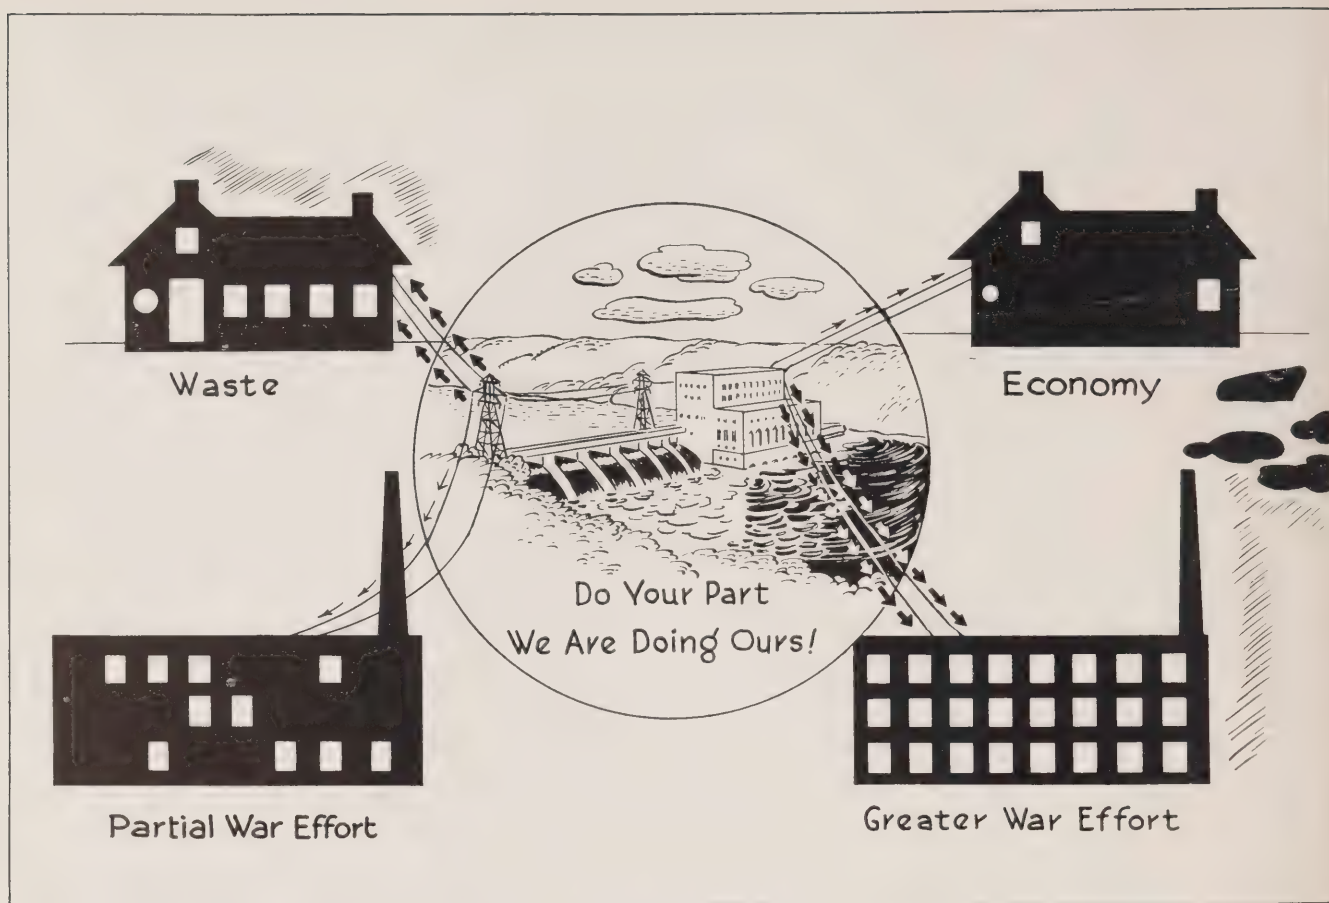 Waste
Economy
Do Your Part
We Are Doing Ours!
Partial War Effort
Greater War Effort